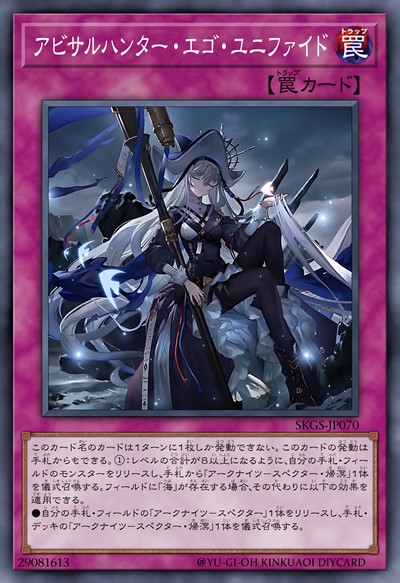 アビサルハンター・エゴ・ユニファイド
トラップ
罠
【罠カード】
トラップ
SKGS-JP070
このカード名のカードは1ターンに1枚しか発動できない。このカードの発動は
手札からもできる。①:レベルの合計が8以上になるように、自分の手札・フィー
ルドのモンスターをリリースし、手札から「アークナイツースペクター・帰溟」1体
を儀式召喚する。フィールドに「海」が存在する場合、その代わりに以下の効果を
適用できる。
●自分の手札・フィールドの「アークナイツースペクター」1体をリリースし、手札・
デッキの「アークナイツースペクター・帰溟」1体を儀式召喚する。
29081613
@YU-GI-OH KINKUAOI DIYCARD